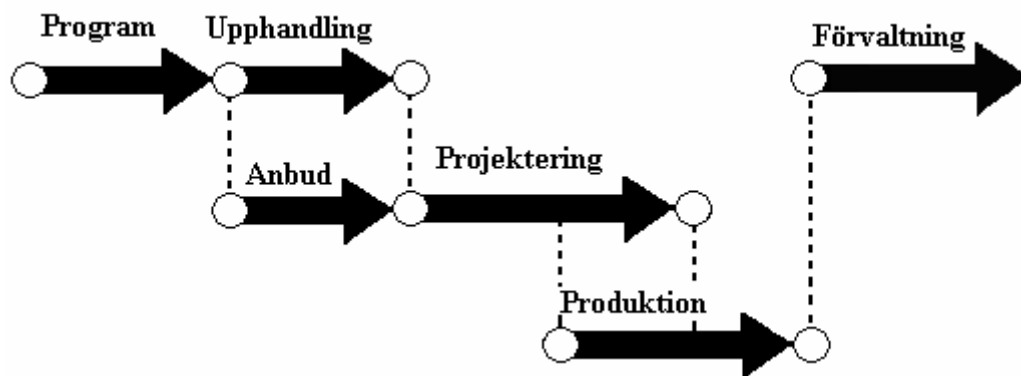 Program
Upphandling
Förvaltning
Anbud
Projektering
Produktion